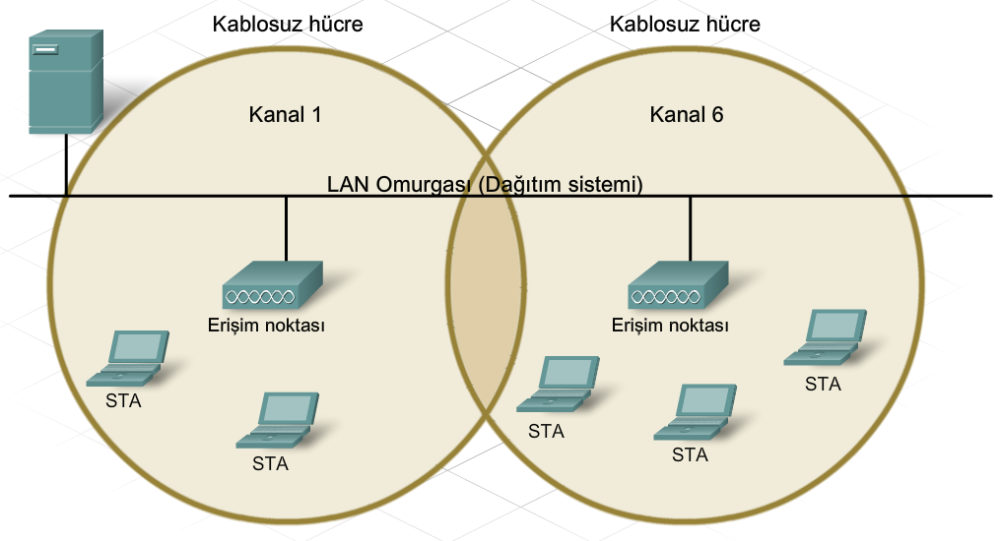 Kablosuz hücre
Kablosuz hücre
Kanal 1
Kanal 6
LAN Omurgası (Dağıtım sistemi)
Erişim noktası
Erişim noktası
STA
STA
STA
STA
STA